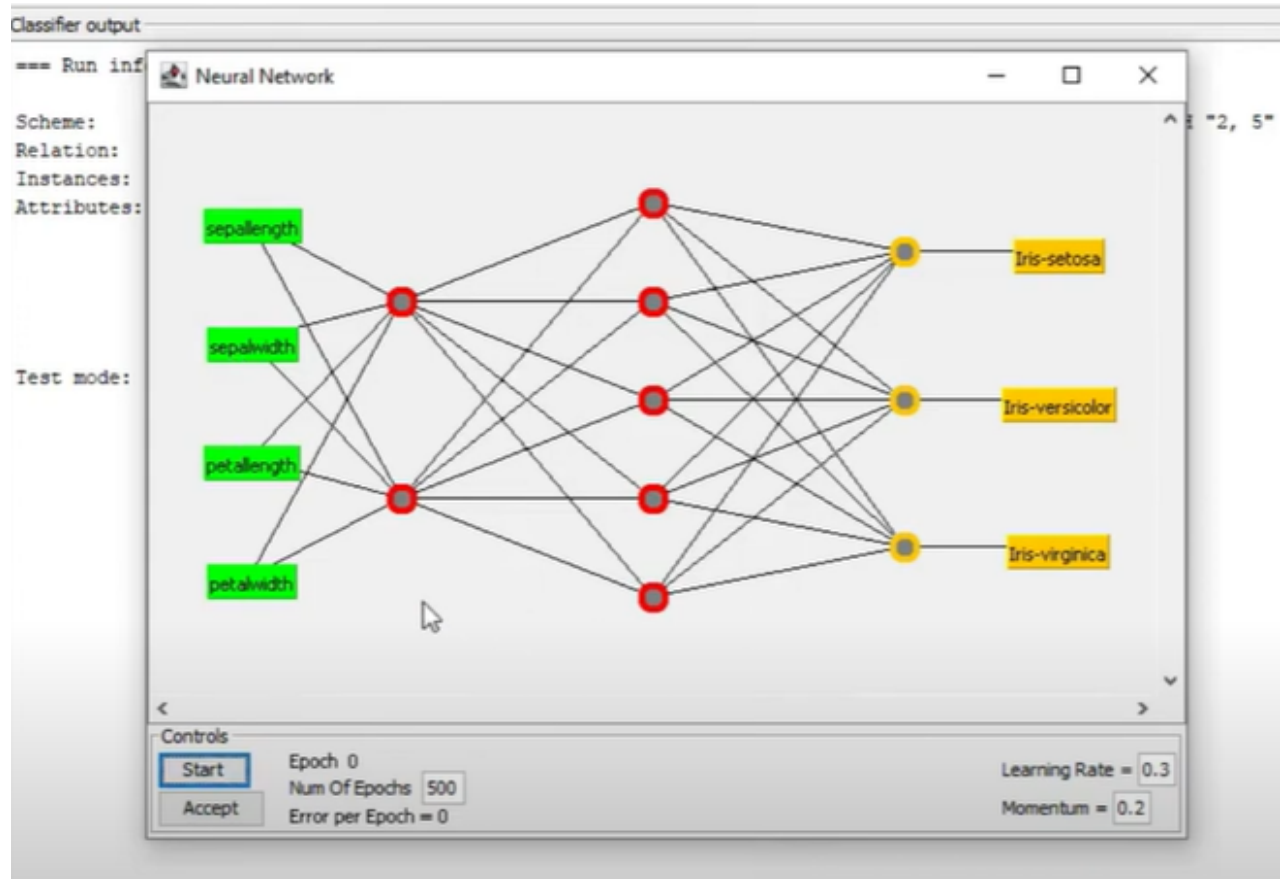 Classifier output
=== Run inf
Neural Network
Scheme:
"2, 5"
Relation:
Instances:
Attributes:
Test mode:
sepallength
sepalwidth
petallength
petalwidth
Iris-setosa
Iris-versicolor
Iris-virginica
Controls
Start
Accept
Epoch 0
Num Of Epochs 500
Error per Epoch = 0
Learning Rate = 0.3
Momentum = 0.2